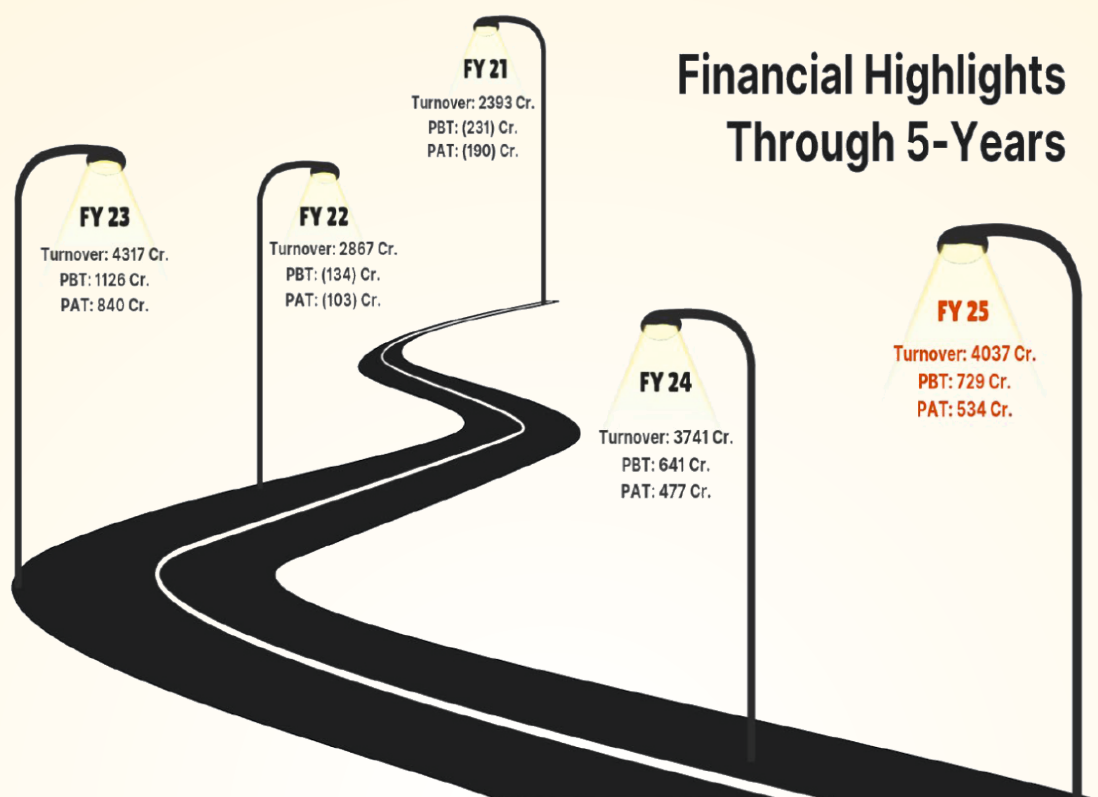 Financial Highlights
Through 5-Years
FY 21
Turnover: 2393 Cr.
PBT: (231) Cr.
PAT: (190) Cr.
FY 23
Turnover: 4317 Cr.
PBT: 1126 Cr.
PAT: 840 Cr.
FY 22
Turnover: 2867 Cr.
PBT: (134) Cr.
PAT: (103) Cr.
FY 24
Turnover: 3741 Cr.
PBT: 641 Cr.
PAT: 477 Cr.
FY 25
Turnover: 4037 Cr.
PBT: 729 Cr.
PAT: 534 Cr.